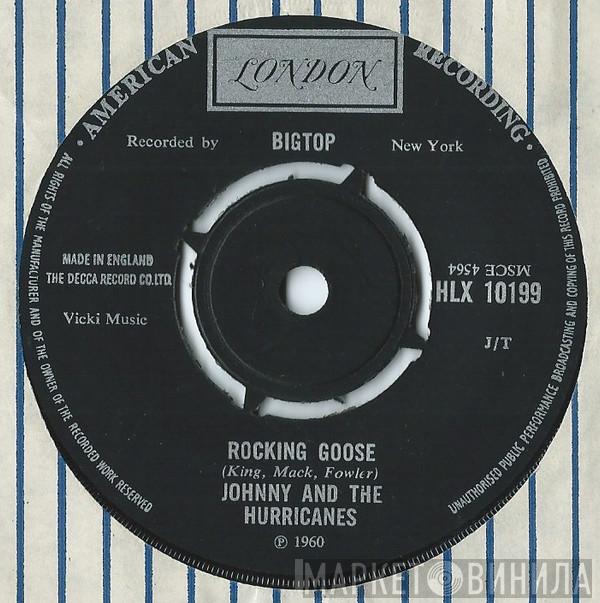 · AMERICAN
LONDON
RECORDING ·
Recorded by BIGTOP New York
MADE IN ENGLAND
THE DECCA RECORD CO.LTD.
Vicki Music
MSCE 4564
HLX 10199
J/T
ROCKING GOOSE
(King, Mack, Fowler)
JOHNNY AND THE
HURRICANES
℗ 1960
ALL RIGHTS OF THE MANUFACTURER AND OF THE OWNER OF THE RECORDED WORK RESERVED
UNAUTHORISED PUBLIC PERFORMANCE BROADCASTING AND COPYING OF THIS RECORD PROHIBITED
МАРКЕТ ВИНИЛА